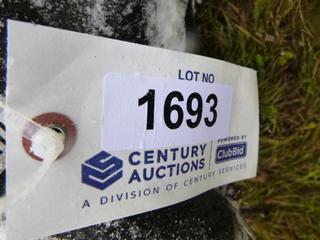 LOT NO
1693
CENTURY
AUCTIONS
POWERED BY
ClubBid
A DIVISION OF CENTURY SERVICES